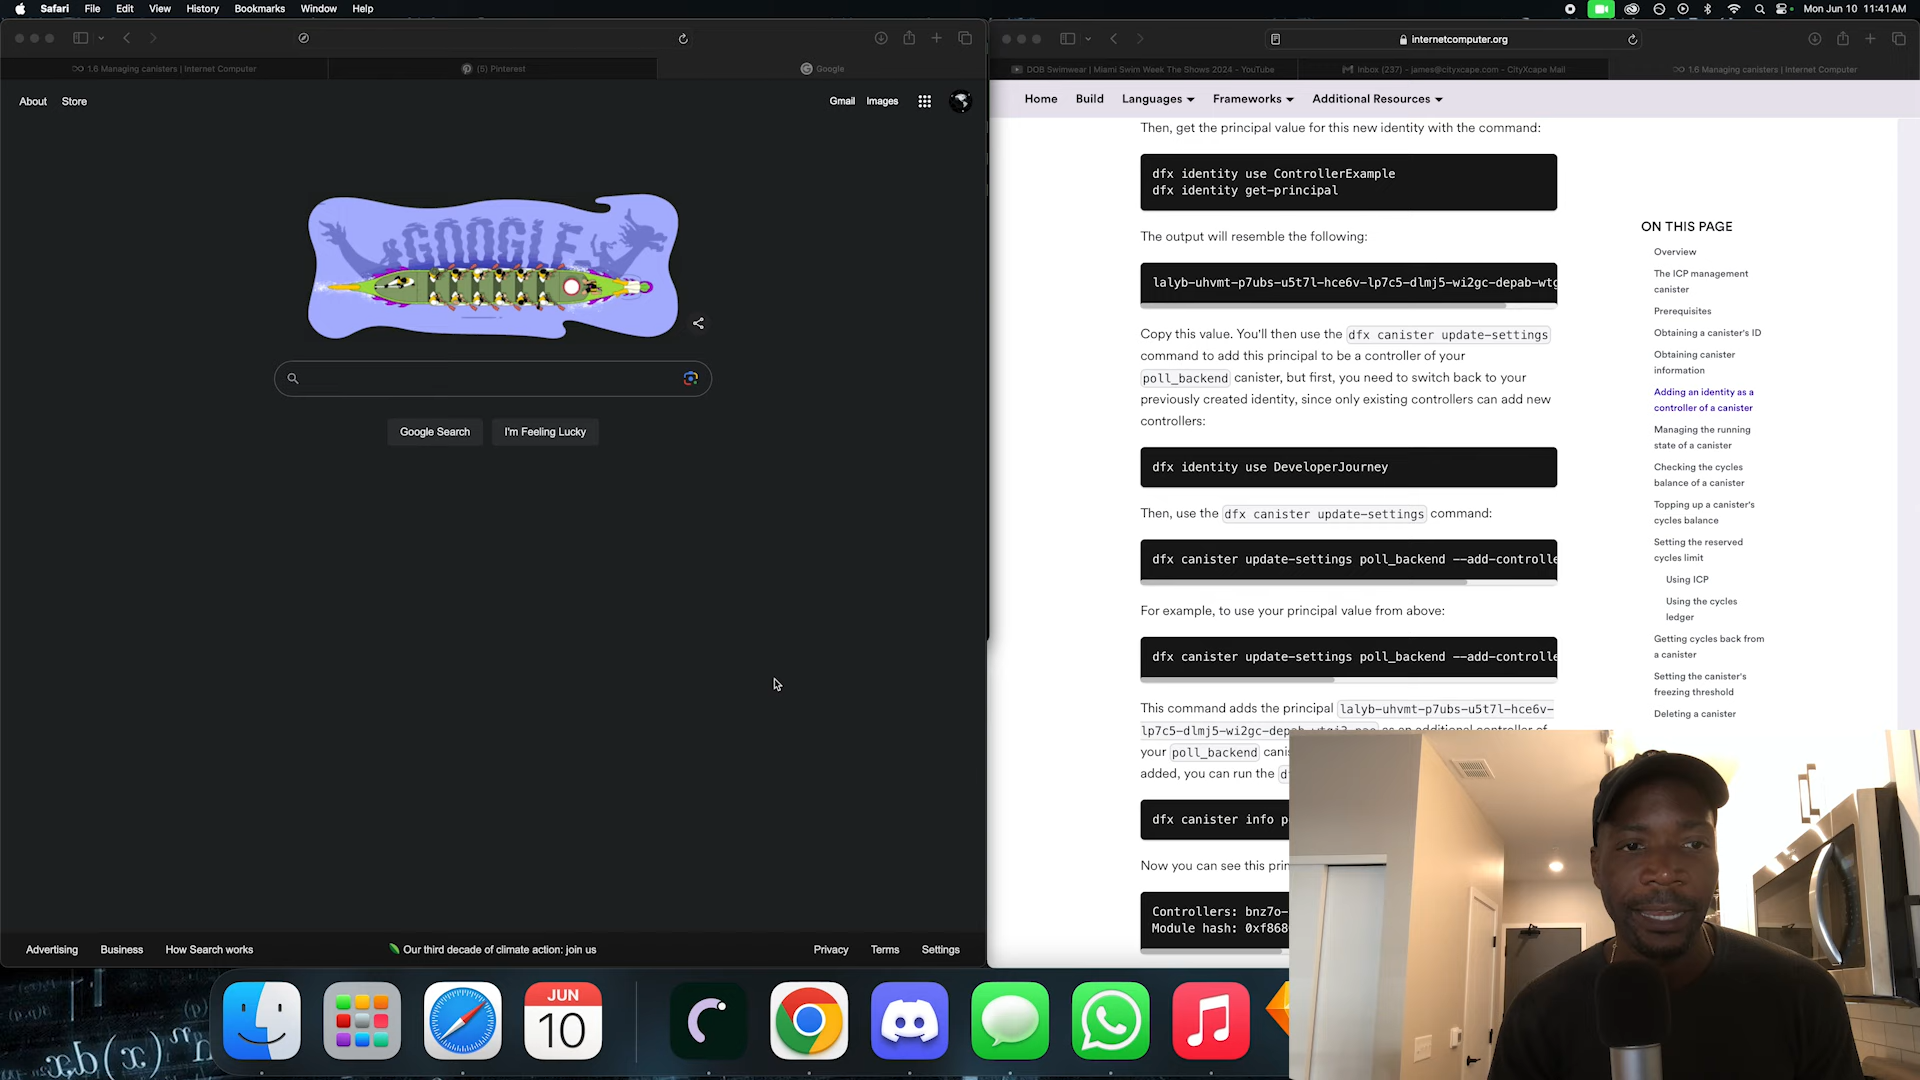 Safari File Edit View History Bookmarks Window Help
Mon Jun 10 11:41 AM
1.6 Managing canisters | Internet Computer
(5) Pinterest
Google
About Store
Gmail Images
GOOGLE
Google Search I'm Feeling Lucky
Advertising Business How Search works
Our third decade of climate action: join us
Privacy Terms Settings
internetcomputer.org
DOB Swimwear | Miami Swim Week The Shows 2024 - YouTube
Inbox (237) - james@cityxcape.com - CityXcape Mail
1.6 Managing canisters | Internet Computer
Home Build Languages Frameworks Additional Resources
Then, get the principal value for this new identity with the command:
dfx identity use ControllerExample
dfx identity get-principal
The output will resemble the following:
lalyb-uhvmt-p7ubs-u5t7l-hce6v-lp7c5-dlmj5-wi2gc-depab-wtg
Copy this value. You'll then use the dfx canister update-settings
command to add this principal to be a controller of your
poll_backend canister, but first, you need to switch back to your
previously created identity, since only existing controllers can add new
controllers:
dfx identity use DeveloperJourney
Then, use the dfx canister update-settings command:
dfx canister update-settings poll_backend --add-controlle
For example, to use your principal value from above:
dfx canister update-settings poll_backend --add-controlle
This command adds the principal lalyb-uhvmt-p7ubs-u5t7l-hce6v-
lp7c5-dlmj5-wi2gc-depab-
your poll_backend cani
added, you can run the d
dfx canister info p
Now you can see this prin
Controllers: bnz7o-
Module hash: 0xf868
ON THIS PAGE
Overview
The ICP management
canister
Prerequisites
Obtaining a canister's ID
Obtaining canister
information
Adding an identity as a
controller of a canister
Managing the running
state of a canister
Checking the cycles
balance of a canister
Topping up a canister's
cycles balance
Setting the reserved
cycles limit
Using ICP
Using the cycles
ledger
Getting cycles back from
a canister
Setting the canister's
freezing threshold
Deleting a canister
JUN
10